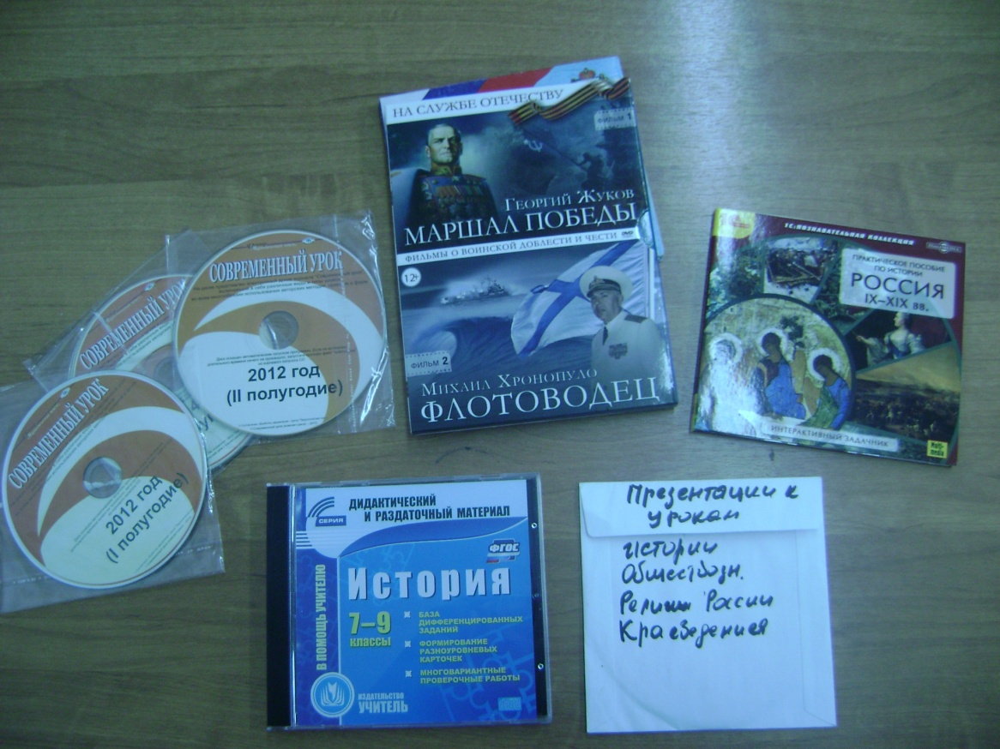 НА СЛУЖБЕ ОТЕЧЕСТВУ
ФИЛЬМ 1
ГЕОРГИЙ ЖУКОВ
МАРШАЛ ПОБЕДЫ
ФИЛЬМЫ О ВОИНСКОЙ ДОБЛЕСТИ И ЧЕСТИ DVD
12+
ФИЛЬМ 2
МИХАИЛ ХРОНОПУЛО
ФЛОТОВОДЕЦ
1С:ПОЗНАВАТЕЛЬНАЯ КОЛЛЕКЦИЯ
ПРАКТИЧЕСКОЕ ПОСОБИЕ
ПО ИСТОРИИ
РОССИЯ
IX–XIX ВВ.
ИНТЕРАКТИВНЫЙ ЗАДАЧНИК
Multi-
media
СОВРЕМЕННЫЙ УРОК
2012 год
(II полугодие)
СОВРЕМЕННЫЙ УРОК
СОВРЕМЕННЫЙ УРОК
2012 год
(I полугодие)
СЕРИЯ
ДИДАКТИЧЕСКИЙ
И РАЗДАТОЧНЫЙ МАТЕРИАЛ
ФГОС
В ПОМОЩЬ УЧИТЕЛЮ
История
7–9
КЛАССЫ
БАЗА
ДИФФЕРЕНЦИРОВАННЫХ
ЗАДАНИЙ
ФОРМИРОВАНИЕ
РАЗНОУРОВНЕВЫХ
КАРТОЧЕК
МНОГОВАРИАНТНЫЕ
ПРОВЕРОЧНЫЕ РАБОТЫ
ИЗДАТЕЛЬСТВО
УЧИТЕЛЬ
Презентации к
урокам
Истории
Обществозн.
Религии России
Краеведения